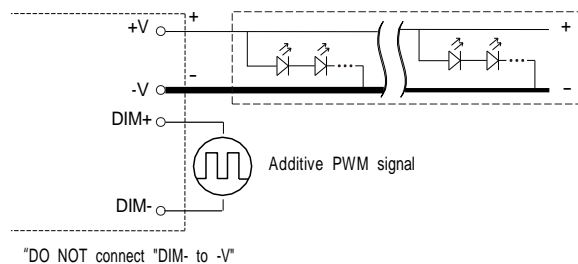 +V +
+
-V –
–
DIM+
Additive PWM signal
DIM-
"DO NOT connect "DIM- to -V"